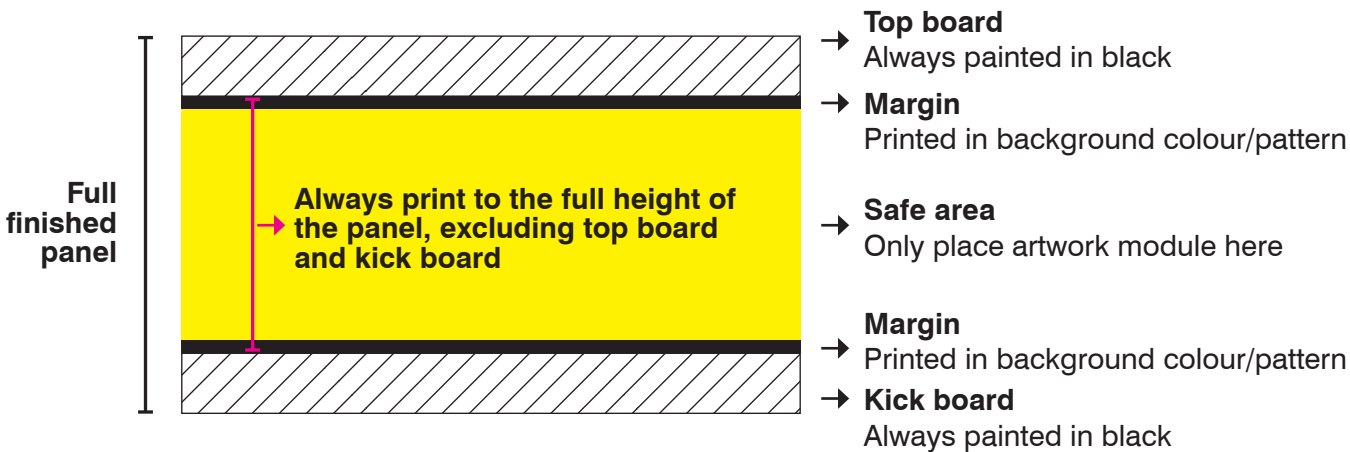 Full
finished
panel
Always print to the full height of
the panel, excluding top board
and kick board
Top board
Always painted in black
Margin
Printed in background colour/pattern
Safe area
Only place artwork module here
Margin
Printed in background colour/pattern
Kick board
Always painted in black